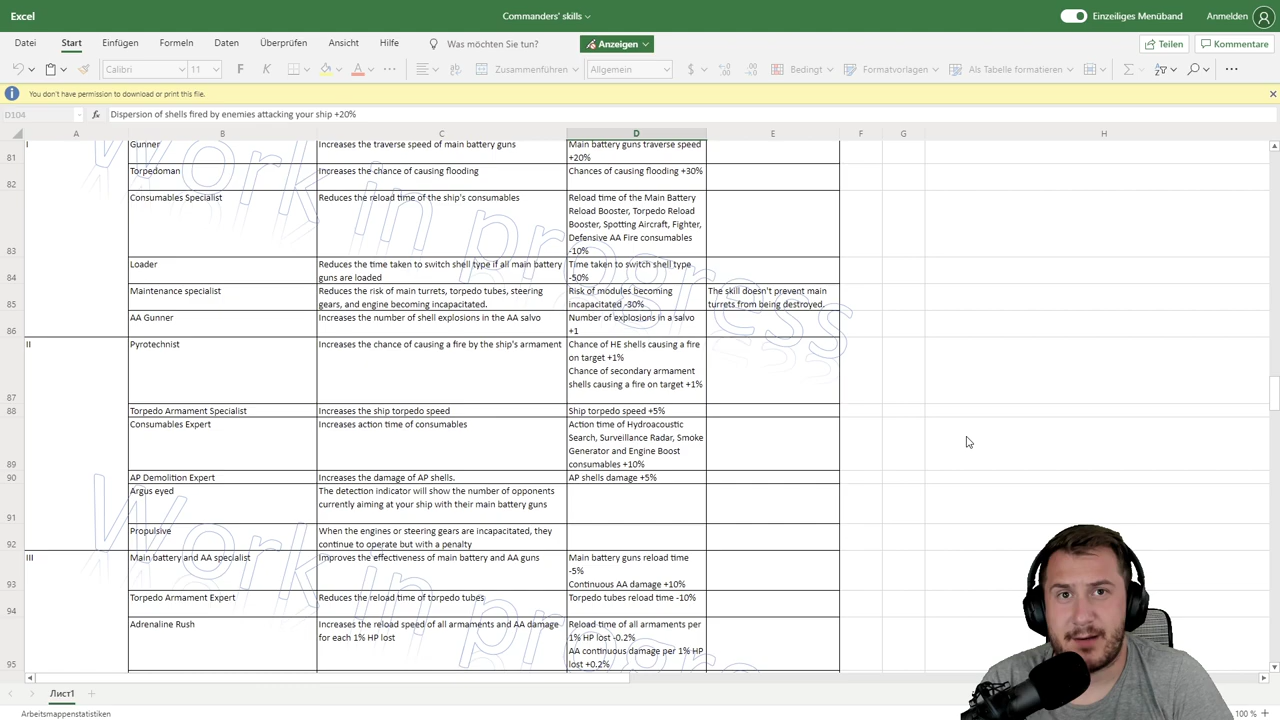 Excel
Commanders' skills
Einzeiliges Menüband
Anmelden
Datei Start Einfügen Formeln Daten Überprüfen Ansicht Hilfe Was möchten Sie tun? Anzeigen Teilen Kommentare
Calibri 11 F K Zusammenführen Allgemein $ Bedingt Formatvorlagen Als Tabelle formatieren
You don't have permission to download or print this file.
D104 fx Dispersion of shells fired by enemies attacking your ship +20%
A B C D E F G H
I Gunner Increases the traverse speed of main battery guns Main battery guns traverse speed
81 +20%
Torpedoman Increases the chance of causing flooding Chances of causing flooding +30%
82
Consumables Specialist Reduces the reload time of the ship's consumables Reload time of the Main Battery
Reload Booster, Torpedo Reload
Booster, Spotting Aircraft, Fighter,
Defensive AA Fire consumables
83 -10%
Loader Reduces the time taken to switch shell type if all main battery Time taken to switch shell type
84 guns are loaded -50%
Maintenance specialist Reduces the risk of main turrets, torpedo tubes, steering Risk of modules becoming The skill doesn't prevent main
85 gears, and engine becoming incapacitated. incapacitated -30% turrets from being destroyed.
AA Gunner Increases the number of shell explosions in the AA salvo Number of explosions in a salvo
86 +1
II Pyrotechnist Increases the chance of causing a fire by the ship's armament Chance of HE shells causing a fire
on target +1%
Chance of secondary armament
shells causing a fire on target +1%
87
88 Torpedo Armament Specialist Increases the ship torpedo speed Ship torpedo speed +5%
Consumables Expert Increases action time of consumables Action time of Hydroacoustic
Search, Surveillance Radar, Smoke
Generator and Engine Boost
89 consumables +10%
90 AP Demolition Expert Increases the damage of AP shells. AP shells damage +5%
Argus eyed The detection indicator will show the number of opponents
currently aiming at your ship with their main battery guns
91
Propulsive When the engines or steering gears are incapacitated, they
92 continue to operate but with a penalty
III Main battery and AA specialist Improves the effectiveness of main battery and AA guns Main battery guns reload time
-5%
93 Continuous AA damage +10%
Torpedo Armament Expert Reduces the reload time of torpedo tubes Torpedo tubes reload time -10%
94
Adrenaline Rush Increases the reload speed of all armaments and AA damage Reload time of all armaments per
for each 1% HP lost 1% HP lost -0.2%
AA continuous damage per 1% HP
95 lost +0.2%
Work in progress
Work in progress
Лист1
Arbeitsmappenstatistiken
100 %